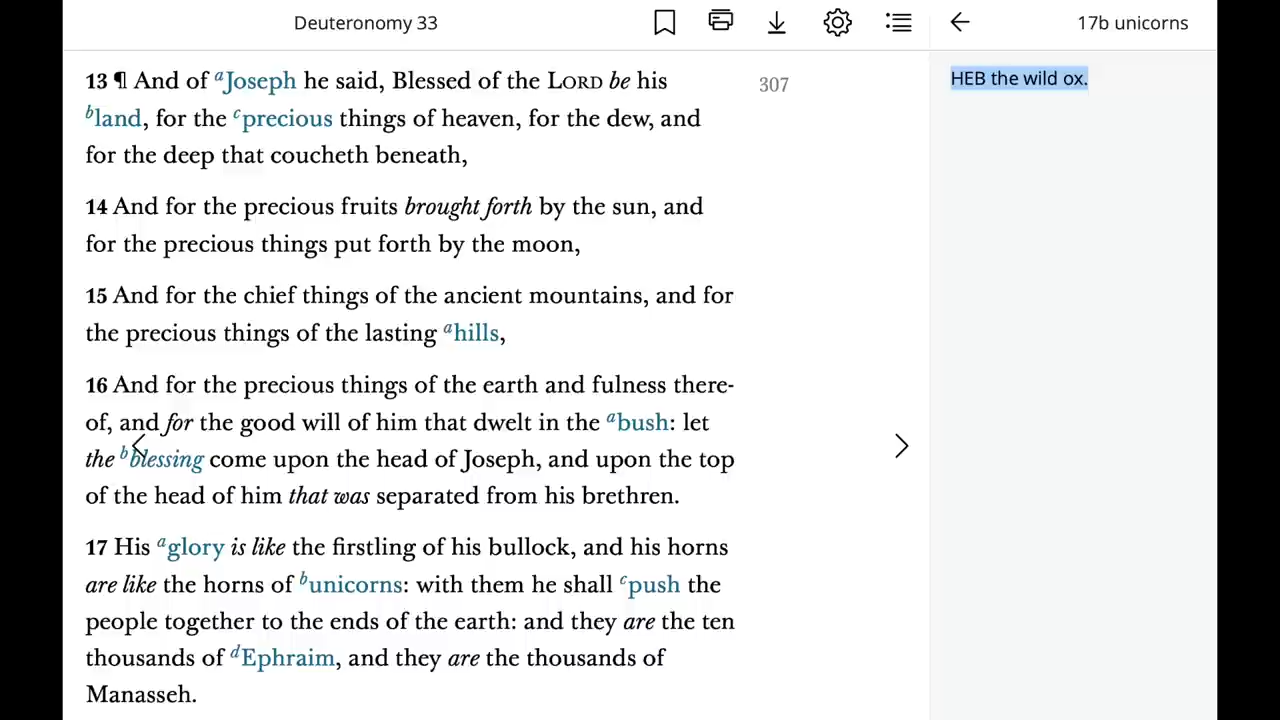 Deuteronomy 33
17b unicorns
13 ¶ And of aJoseph he said, Blessed of the LORD be his
bland, for the cprecious things of heaven, for the dew, and
for the deep that coucheth beneath,
307
14 And for the precious fruits brought forth by the sun, and
for the precious things put forth by the moon,
15 And for the chief things of the ancient mountains, and for
the precious things of the lasting ahills,
16 And for the precious things of the earth and fulness there-
of, and for the good will of him that dwelt in the abush: let
the bblessing come upon the head of Joseph, and upon the top
of the head of him that was separated from his brethren.
17 His aglory is like the firstling of his bullock, and his horns
are like the horns of bunicorns: with them he shall cpush the
people together to the ends of the earth: and they are the ten
thousands of dEphraim, and they are the thousands of
Manasseh.
HEB the wild ox.